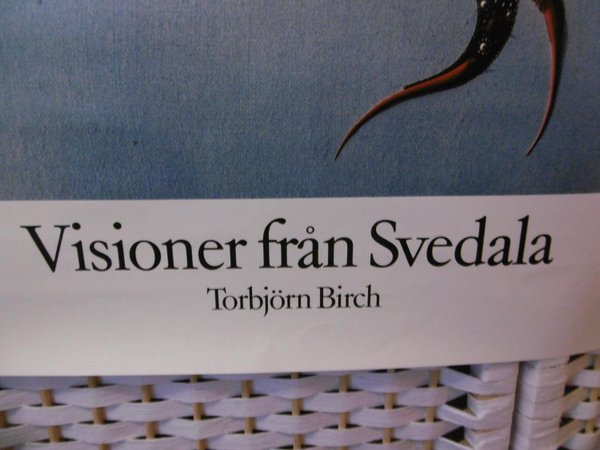 Visioner från Svedala
Torbjörn Birch